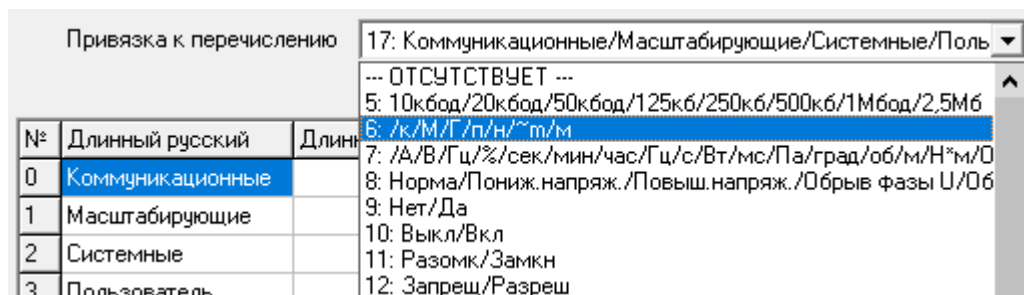 Привязка к перечислению
17: Коммуникационные/Масштабирующие/Системные/Поль
--- ОТСУТСТВУЕТ ---
5: 10кбод/20кбод/50кбод/125кб/250кб/500кб/1Мбод/2,5Мб
6: /к/М/Г/п/н/~m/м
7: /А/В/Гц/%/сек/мин/час/Гц/с/Вт/мс/Па/град/об/м/Н*м/О
8: Норма/Пониж.напряж./Повыш.напряж./Обрыв фазы U/Об
9: Нет/Да
10: Выкл/Вкл
11: Разомк/Замкн
12: Запрещ/Разреш
№ Длинный русский Длин
0 Коммуникационные
1 Масштабирующие
2 Системные
3 Пользователь